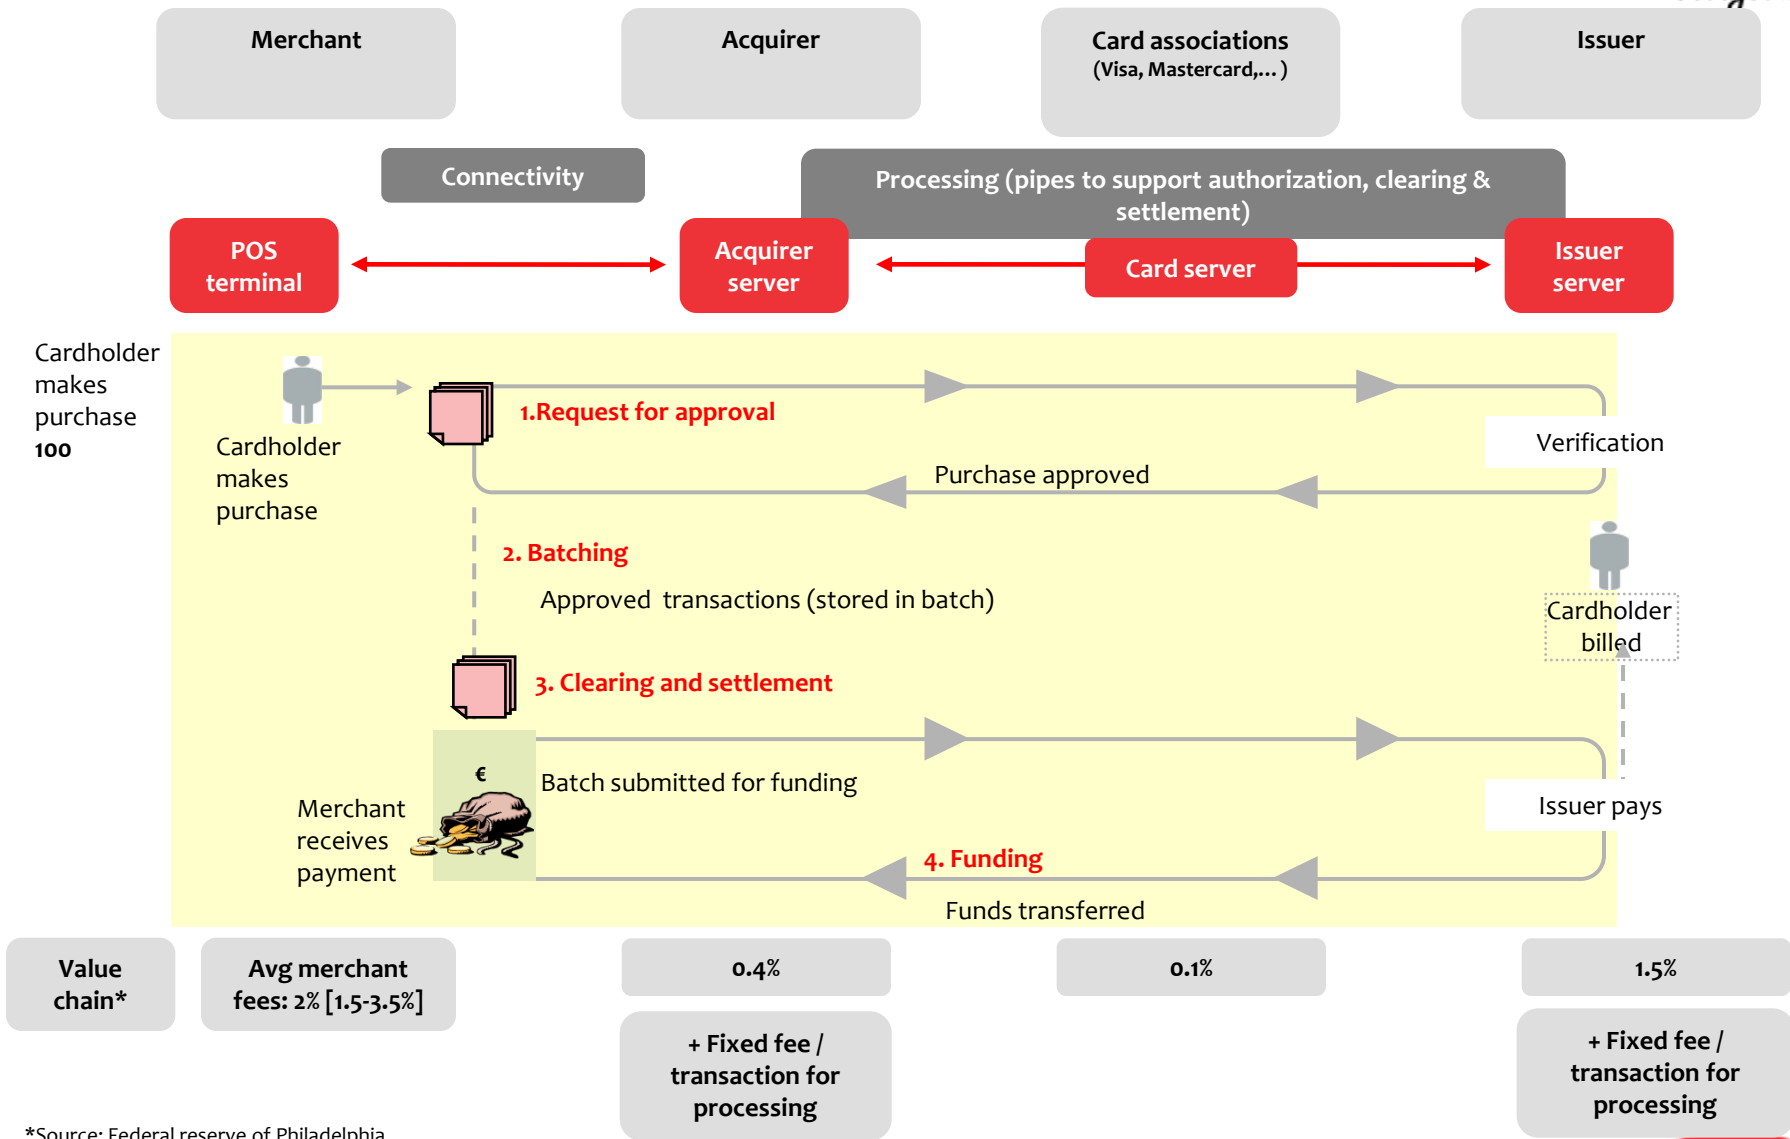 Merchant
Acquirer
Card associations
(Visa, Mastercard,... )
Issuer
Connectivity
Processing (pipes to support authorization, clearing &
settlement)
POS
terminal
Acquirer
server
Card server
Issuer
server
Cardholder
makes
purchase
100
Cardholder
makes
purchase
1.Request for approval
Verification
Purchase approved
2. Batching
Approved transactions (stored in batch)
Cardholder
billed
3. Clearing and settlement
€
Batch submitted for funding
Merchant
receives
payment
Issuer pays
4. Funding
Funds transferred
Value
chain*
Avg merchant
fees: 2% [1.5-3.5%]
0.4%
0.1%
1.5%
+ Fixed fee /
transaction for
processing
+ Fixed fee /
transaction for
processing
*Source: Federal reserve of Philadelphia